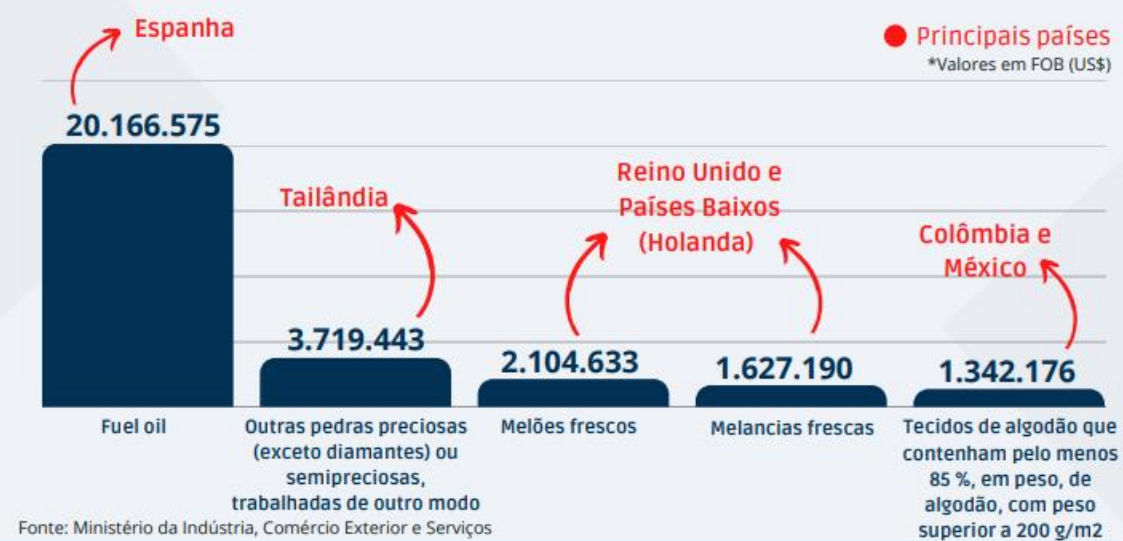 Espanha
Principais países
*Valores em FOB (US$)
20.166.575
Tailândia
Reino Unido e
Países Baixos
(Holanda)
Colômbia e
México
3.719.443
2.104.633
1.627.190
1.342.176
Fuel oil
Outras pedras preciosas
(exceto diamantes) ou
semipreciosas,
trabalhadas de outro modo
Melões frescos
Melancias frescas
Tecidos de algodão que
contenham pelo menos
85 %, em peso, de
algodão, com peso
superior a 200 g/m2
Fonte: Ministério da Indústria, Comércio Exterior e Serviços